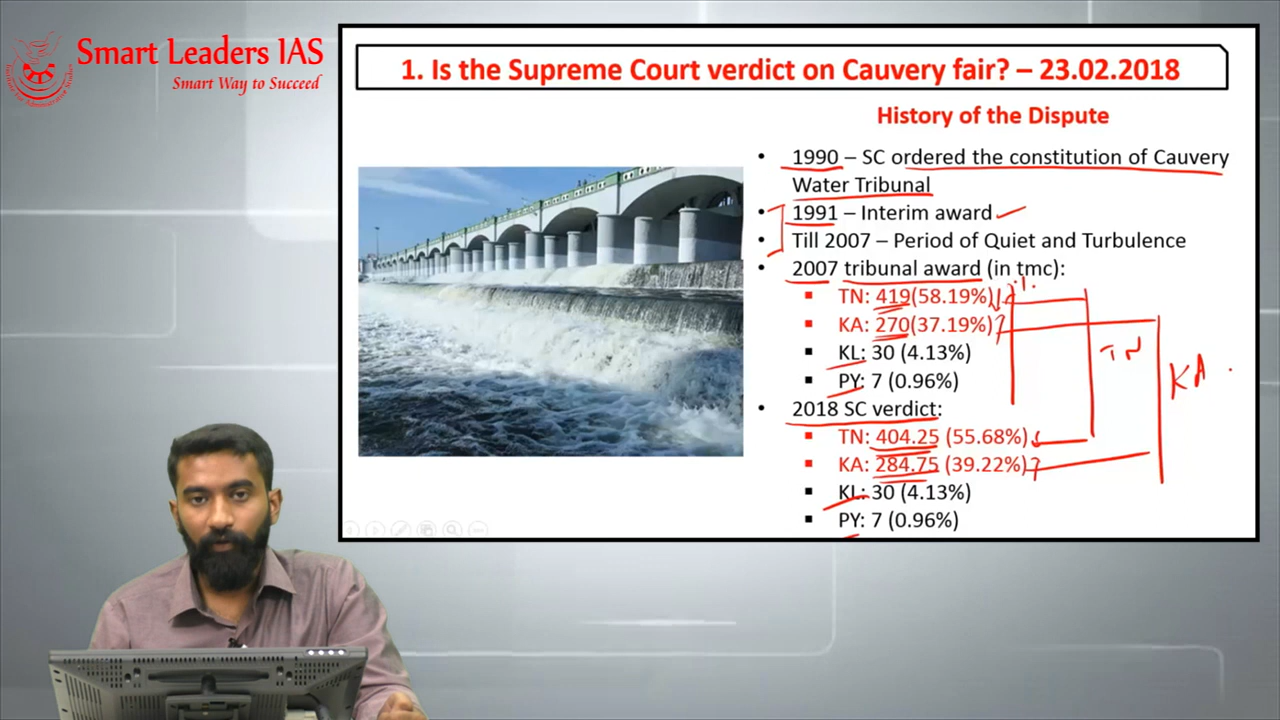 Smart Leaders IAS
Smart Way to Succeed
1. Is the Supreme Court verdict on Cauvery fair? – 23.02.2018
History of the Dispute
• 1990 – SC ordered the constitution of Cauvery
Water Tribunal
• 1991 – Interim award
• Till 2007 – Period of Quiet and Turbulence
• 2007 tribunal award (in tmc):
▪ TN: 419(58.19%)
▪ KA: 270(37.19%)
▪ KL: 30 (4.13%)
▪ PY: 7 (0.96%)
• 2018 SC verdict:
▪ TN: 404.25 (55.68%)
▪ KA: 284.75 (39.22%)
▪ KL: 30 (4.13%)
▪ PY: 7 (0.96%)
TN
KA